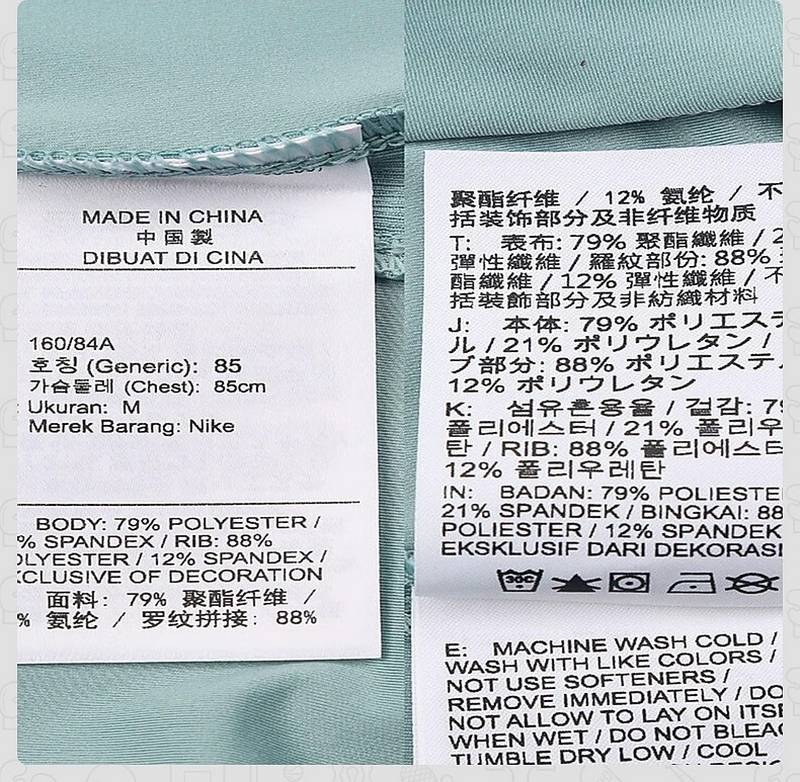 MADE IN CHINA
中国製
DIBUAT DI CINA
160/84A
호칭 (Generic): 85
가슴둘레 (Chest): 85cm
Ukuran: M
Merek Barang: Nike
BODY: 79% POLYESTER /
% SPANDEX / RIB: 88%
OLYESTER / 12% SPANDEX /
XCLUSIVE OF DECORATION
面料: 79% 聚酯纤维 /
% 氨纶 / 罗纹拼接: 88%
聚酯纤维 / 12% 氨纶 / 不
括装饰部分及非纤维物质
T: 表布: 79% 聚酯纖維 / 2
彈性纖維 / 羅紋部份: 88%
酯纖維 / 12% 彈性纖維 / 不
括裝飾部分及非紡織材料
J: 本体: 79% ポリエステ
ル / 21% ポリウレタン /
ブ部分: 88% ポリエステ
12% ポリウレタン
K: 섬유혼용율 / 겉감: 79
폴리에스터 / 21% 폴리우
탄 / RIB: 88% 폴리에스터
12% 폴리우레탄
IN: BADAN: 79% POLIESTE
21% SPANDEK / BINGKAI: 88
POLIESTER / 12% SPANDEK
EKSKLUSIF DARI DEKORASI
30C
E: MACHINE WASH COLD /
WASH WITH LIKE COLORS /
NOT USE SOFTENERS /
REMOVE IMMEDIATELY / DO
NOT ALLOW TO LAY ON ITSE
WHEN WET / DO NOT BLEAC
TUMBLE DRY LOW / COOL